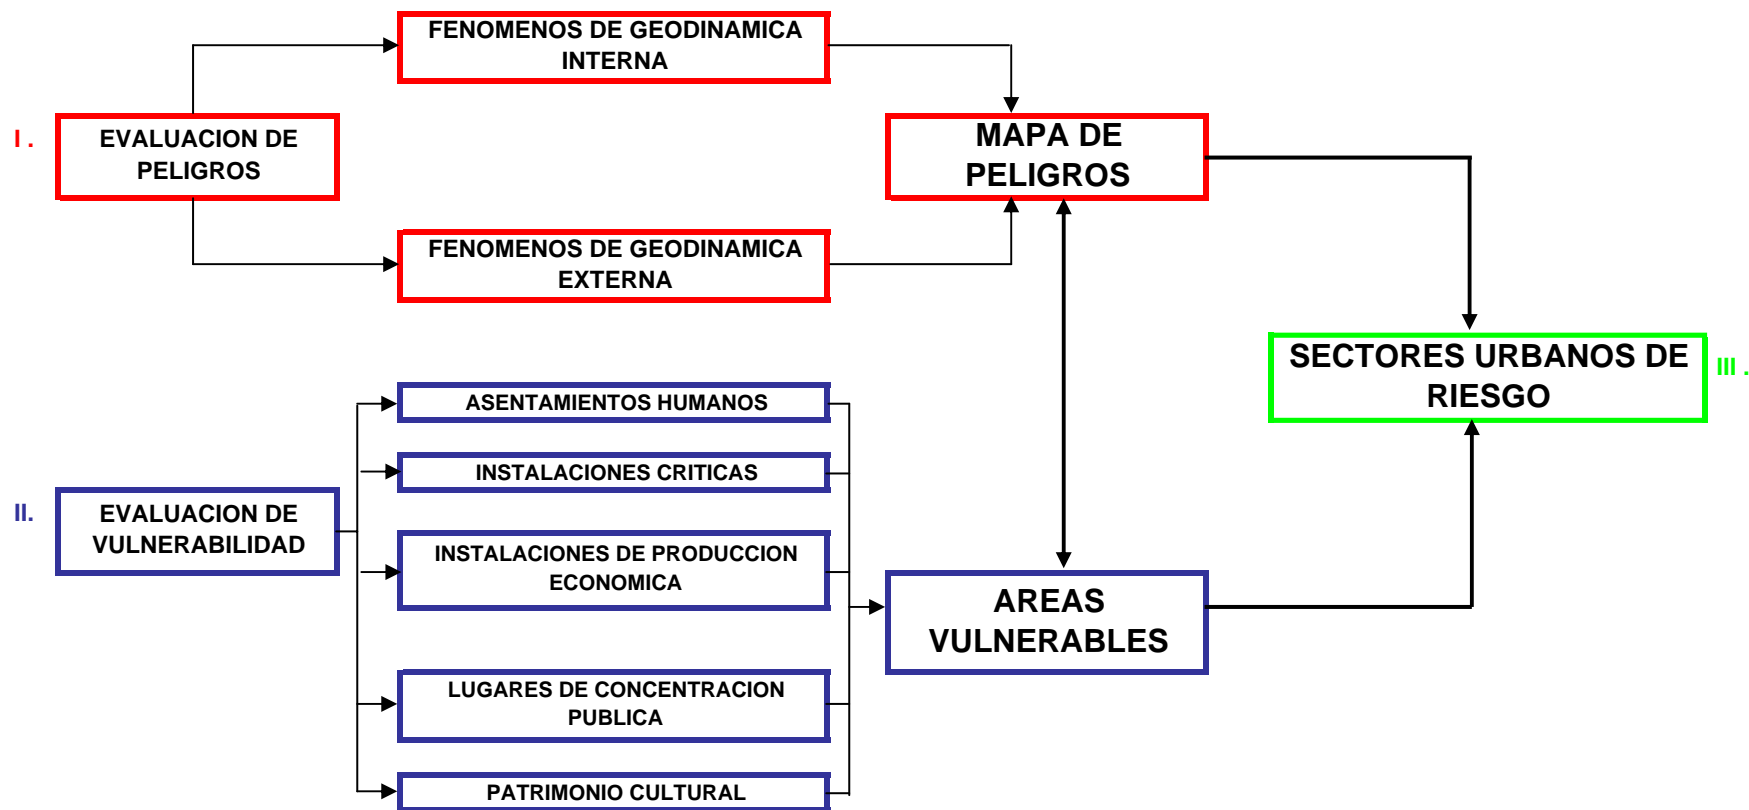 I .
EVALUACION DE
PELIGROS
FENOMENOS DE GEODINAMICA
INTERNA
FENOMENOS DE GEODINAMICA
EXTERNA
MAPA DE
PELIGROS
II.
EVALUACION DE
VULNERABILIDAD
ASENTAMIENTOS HUMANOS
INSTALACIONES CRITICAS
INSTALACIONES DE PRODUCCION
ECONOMICA
LUGARES DE CONCENTRACION
PUBLICA
PATRIMONIO CULTURAL
AREAS
VULNERABLES
SECTORES URBANOS DE
RIESGO
III .